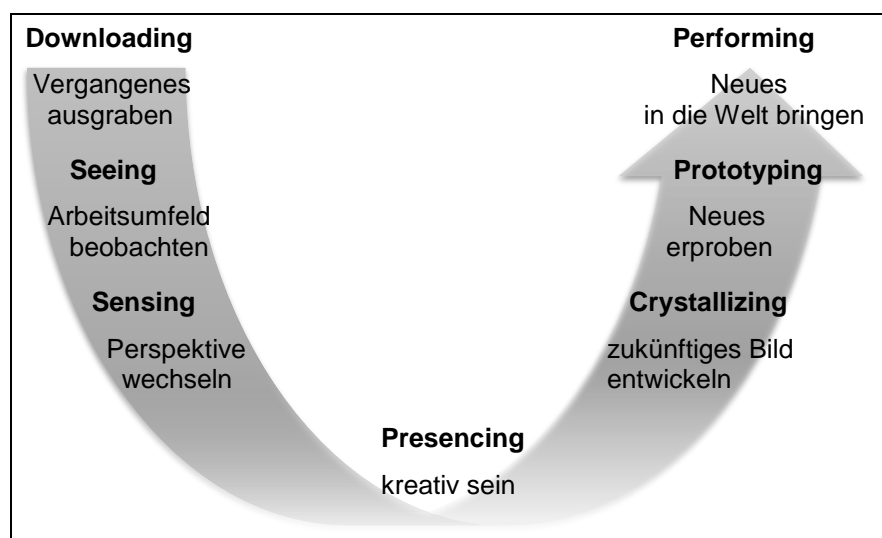 Downloading
Vergangenes
ausgraben
Seeing
Arbeitsumfeld
beobachten
Sensing
Perspektive
wechseln
Presencing
kreativ sein
Crystallizing
zukünftiges Bild
entwickeln
Prototyping
Neues
erproben
Performing
Neues
in die Welt bringen